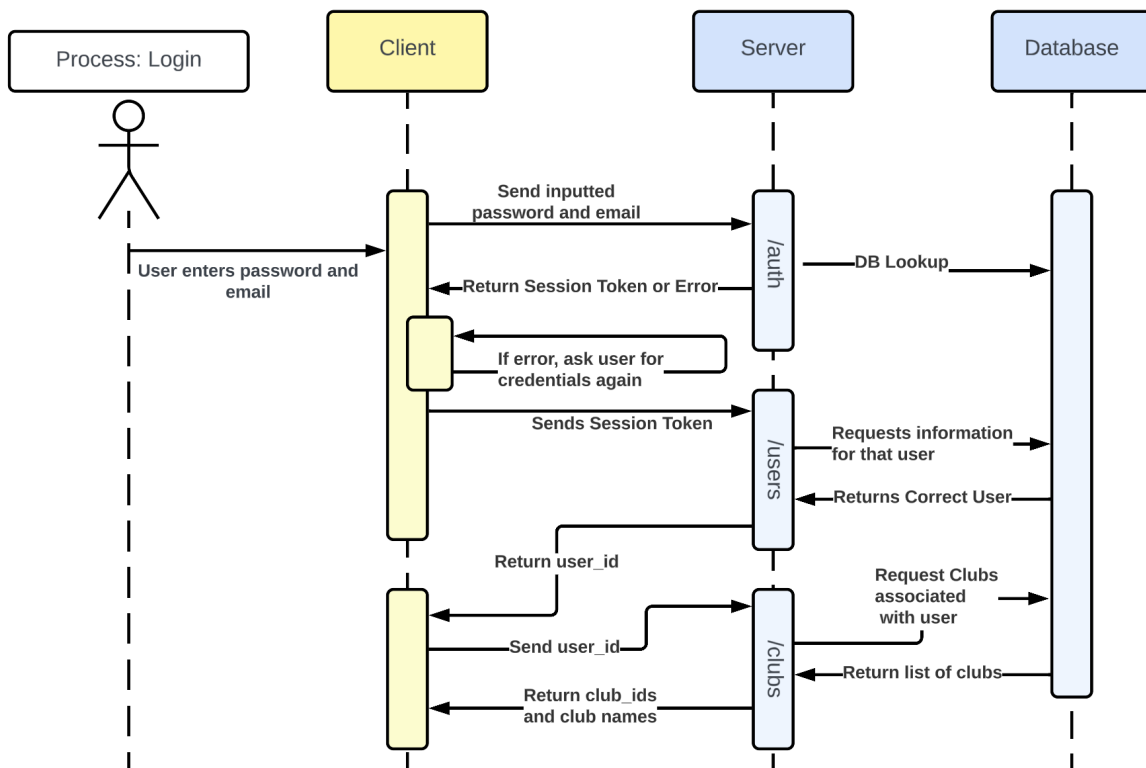 Process: Login
Client
Server
Database
Send inputted
password and email
User enters password and
email
/auth
DB Lookup
Return Session Token or Error
If error, ask user for
credentials again
Sends Session Token
/users
Requests information
for that user
Returns Correct User
Return user_id
Request Clubs
associated
with user
Send user_id
/clubs
Return list of clubs
Return club_ids
and club names